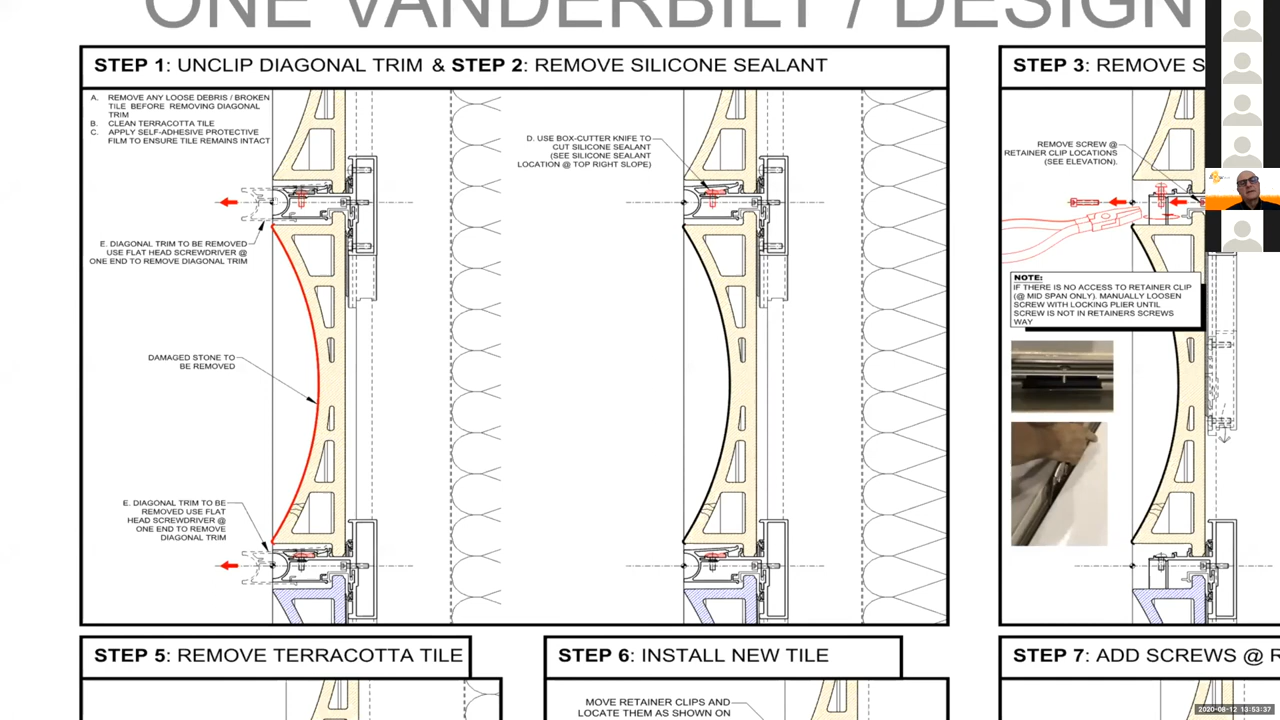 ONE VANDERBILT / DESIGN
STEP 1: UNCLIP DIAGONAL TRIM & STEP 2: REMOVE SILICONE SEALANT
A. REMOVE ANY LOOSE DEBRIS / BROKEN
TILE BEFORE REMOVING DIAGONAL
TRIM
B. CLEAN TERRACOTTA TILE
C. APPLY SELF-ADHESIVE PROTECTIVE
FILM TO ENSURE TILE REMAINS INTACT
E. DIAGONAL TRIM TO BE REMOVED
USE FLAT HEAD SCREWDRIVER @
ONE END TO REMOVE DIAGONAL TRIM
DAMAGED STONE TO
BE REMOVED
E. DIAGONAL TRIM TO BE
REMOVED USE FLAT
HEAD SCREWDRIVER @
ONE END TO REMOVE
DIAGONAL TRIM
D. USE BOX-CUTTER KNIFE TO
CUT SILICONE SEALANT
(SEE SILICONE SEALANT
LOCATION @ TOP RIGHT SLOPE)
STEP 3: REMOVE S
REMOVE SCREW @
RETAINER CLIP LOCATIONS
(SEE ELEVATION).
NOTE:
IF THERE IS NO ACCESS TO RETAINER CLIP
(@ MID SPAN ONLY). MANUALLY LOOSEN
SCREW WITH LOCKING PLIER UNTIL
SCREW IS NOT IN RETAINERS SCREWS
WAY
STEP 5: REMOVE TERRACOTTA TILE
STEP 6: INSTALL NEW TILE
MOVE RETAINER CLIPS AND
LOCATE THEM AS SHOWN ON
STEP 7: ADD SCREWS @ R
2020-08-12 13:53:37